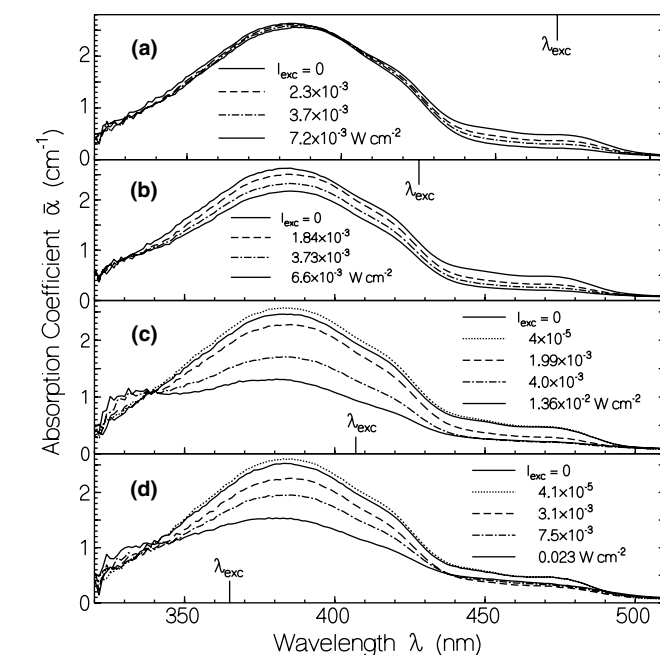 Absorption Coefficient ᾱ (cm⁻¹)
(a)
λexc
Iexc = 0
2.3×10⁻³
3.7×10⁻³
7.2×10⁻³ W cm⁻²
2
1
0
(b)
λexc
Iexc = 0
1.84×10⁻³
3.73×10⁻³
6.6×10⁻³ W cm⁻²
2
1
0
(c)
λexc
Iexc = 0
4×10⁻⁵
1.99×10⁻³
4.0×10⁻³
1.36×10⁻² W cm⁻²
2
1
0
(d)
λexc
Iexc = 0
4.1×10⁻⁵
3.1×10⁻³
7.5×10⁻³
0.023 W cm⁻²
2
1
0
350 400 450 500
Wavelength λ (nm)